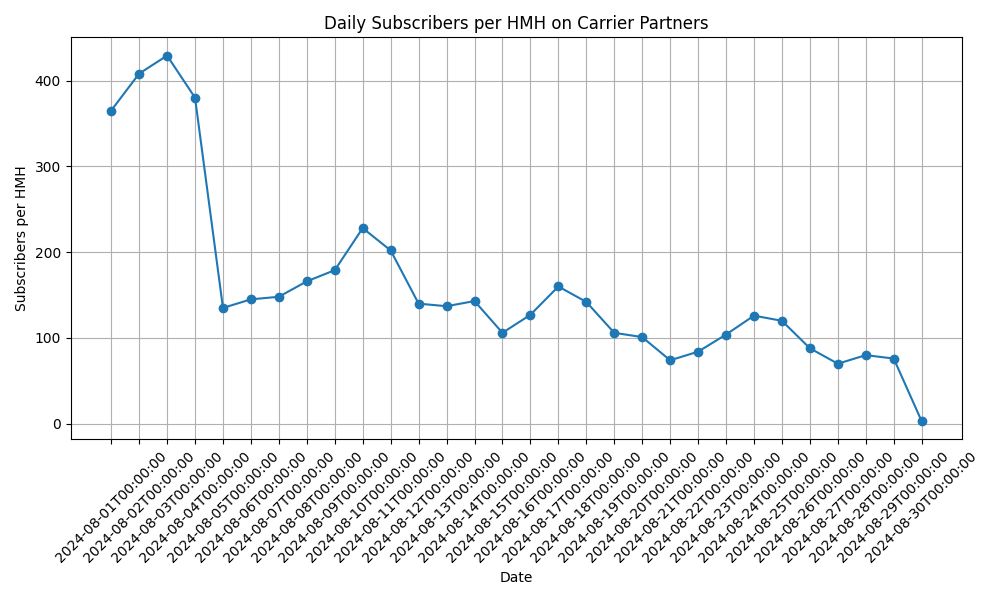 Daily Subscribers per HMH on Carrier Partners
Subscribers per HMH
400
300
200
100
0
2024-08-01T00:00:00
2024-08-02T00:00:00
2024-08-03T00:00:00
2024-08-04T00:00:00
2024-08-05T00:00:00
2024-08-06T00:00:00
2024-08-07T00:00:00
2024-08-08T00:00:00
2024-08-09T00:00:00
2024-08-10T00:00:00
2024-08-11T00:00:00
2024-08-12T00:00:00
2024-08-13T00:00:00
2024-08-14T00:00:00
2024-08-15T00:00:00
2024-08-16T00:00:00
2024-08-17T00:00:00
2024-08-18T00:00:00
2024-08-19T00:00:00
2024-08-20T00:00:00
2024-08-21T00:00:00
2024-08-22T00:00:00
2024-08-23T00:00:00
2024-08-24T00:00:00
2024-08-25T00:00:00
2024-08-26T00:00:00
2024-08-27T00:00:00
2024-08-28T00:00:00
2024-08-29T00:00:00
2024-08-30T00:00:00
Date